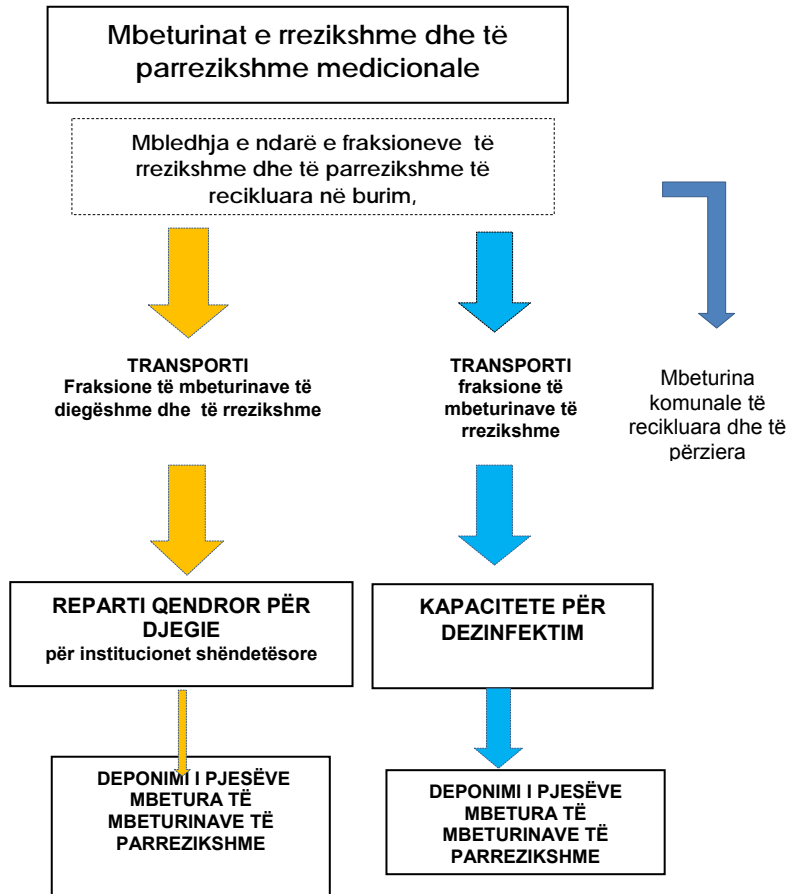 Mbeturinat e rrezikshme dhe të
parrezikshme medicionale
Mbledhja e ndarë e fraksioneve të
rrezikshme dhe të parrezikshme të
recikluara në burim,
TRANSPORTI
Fraksione të mbeturinave të
diegëshme dhe të rrezikshme
TRANSPORTI
fraksione të
mbeturinave të
rrezikshme
Mbeturina
komunale të
recikluara dhe të
përziera
REPARTI QENDROR PËR
DJEGIE
për institucionet shëndetësore
KAPACITETE PËR
DEZINFEKTIM
DEPONIMI I PJESËVE
MBETURA TË
MBETURINAVE TË
PARREZIKSHME
DEPONIMI I PJESËVE
MBETURA TË
MBETURINAVE TË
PARREZIKSHME